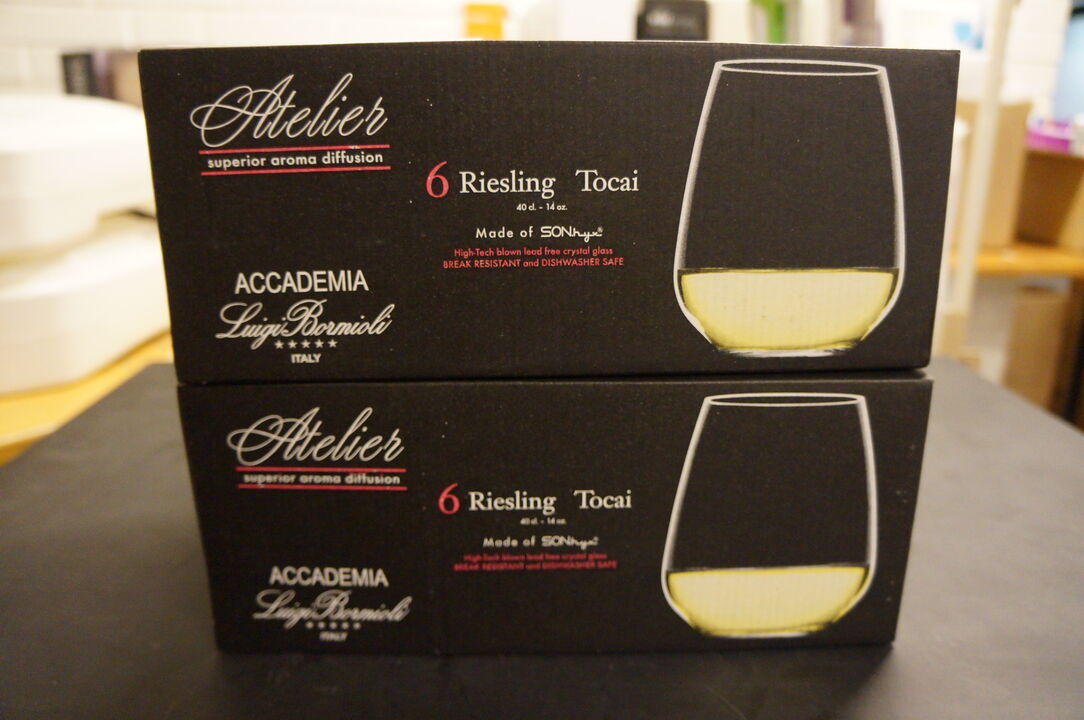 Atelier
superior aroma diffusion
6 Riesling Tocai
40 cl. - 14 oz.
Made of SONhyx®
High-Tech blown lead free crystal glass
BREAK RESISTANT and DISHWASHER SAFE
ACCADEMIA
Luigi Bormioli
★★★★★
ITALY
Atelier
superior aroma diffusion
6 Riesling Tocai
40 cl. - 14 oz.
Made of SONhyx®
High-Tech blown lead free crystal glass
BREAK RESISTANT and DISHWASHER SAFE
ACCADEMIA
Luigi Bormioli
★★★★★
ITALY